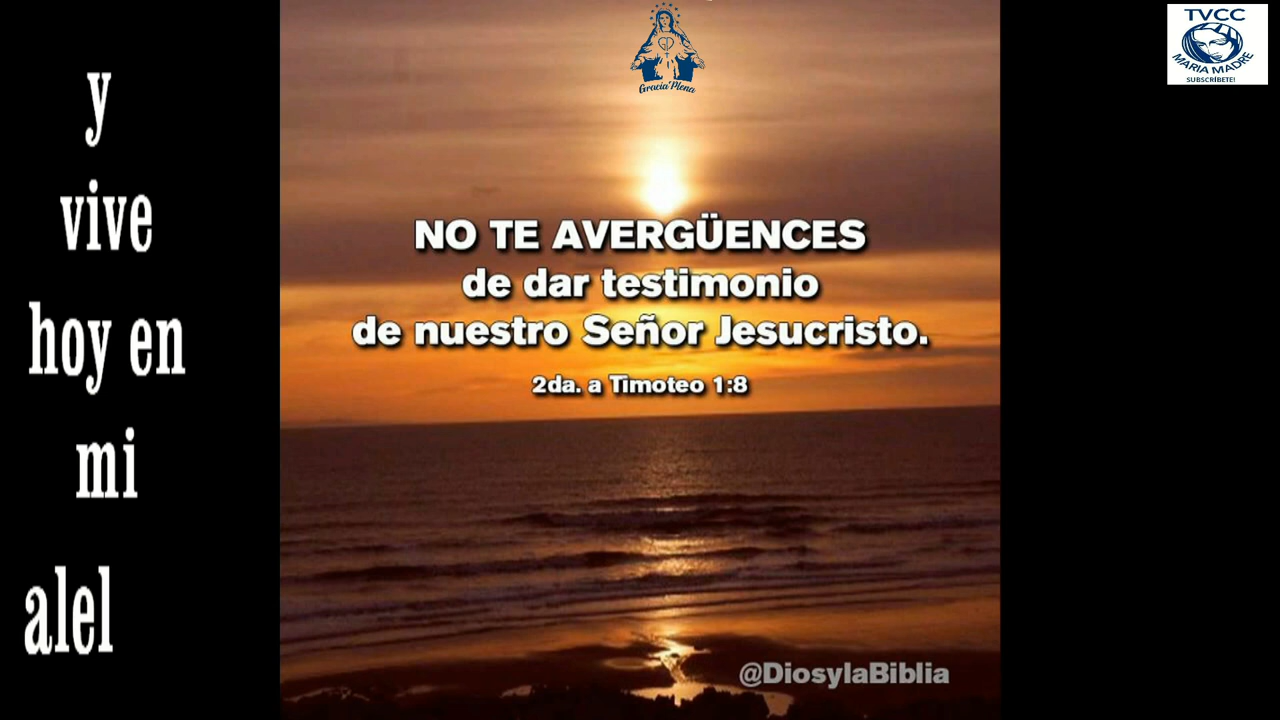 y
vive
hoy en
mi
alel
Gracia Plena
NO TE AVERGÜENCES
de dar testimonio
de nuestro Señor Jesucristo.
2da. a Timoteo 1:8
@DiosylaBiblia
TVCC
MARIA MADRE
SUBSCRÍBETE!